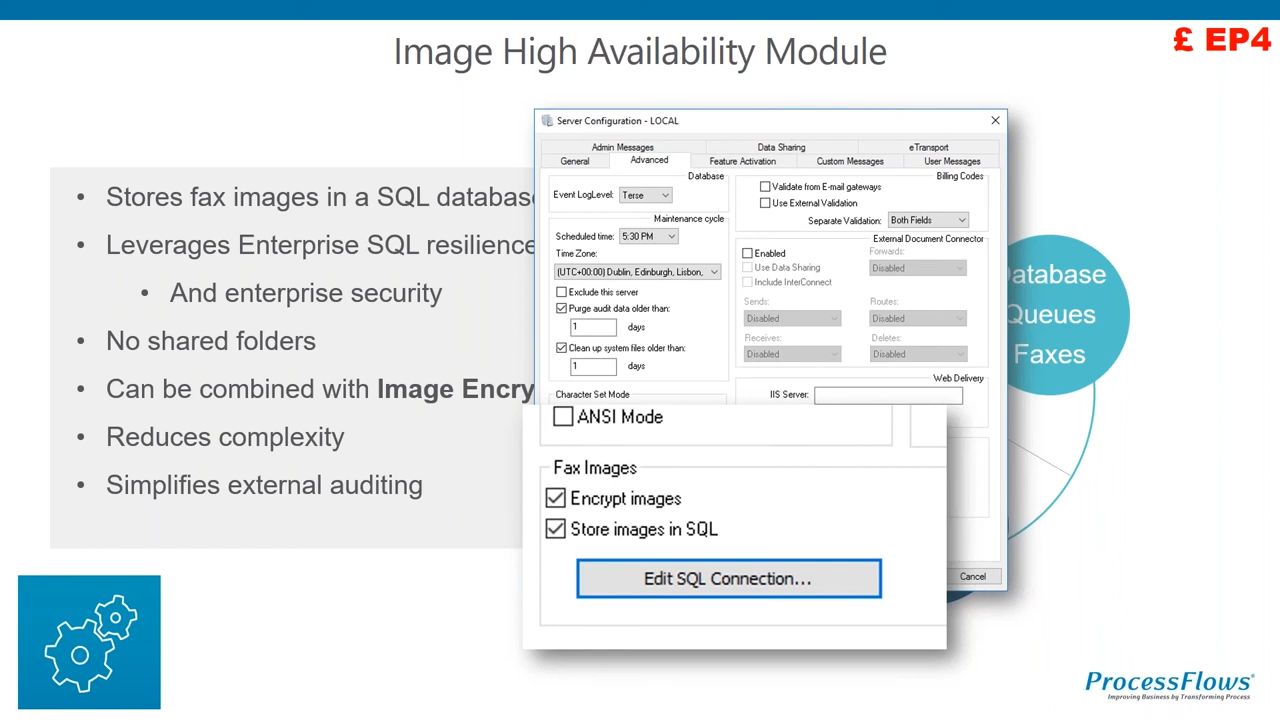 £ EP4
Image High Availability Module
• Stores fax images in a SQL database
• Leverages Enterprise SQL resilience
• And enterprise security
• No shared folders
• Can be combined with Image Encry
• Reduces complexity
• Simplifies external auditing
Server Configuration - LOCAL
Admin Messages Data Sharing eTransport
General Advanced Feature Activation Custom Messages User Messages
Database
Event LogLevel: Terse
Maintenance cycle
Scheduled time: 5:30 PM
Time Zone:
(UTC+00:00) Dublin, Edinburgh, Lisbon,
Exclude this server
Purge audit data older than:
1 days
Clean up system files older than:
1 days
Character Set Mode
Billing Codes
Validate from E-mail gateways
Use External Validation
Separate Validation: Both Fields
External Document Connector
Enabled
Use Data Sharing
Include InterConnect
Forwards:
Disabled
Sends: Routes:
Disabled Disabled
Receives: Deletes:
Disabled Disabled
Web Delivery
IIS Server:
ANSI Mode
Fax Images
Encrypt images
Store images in SQL
Edit SQL Connection...
Cancel
atabase
Queues
Faxes
ProcessFlows®
Improving Business by Transforming Process